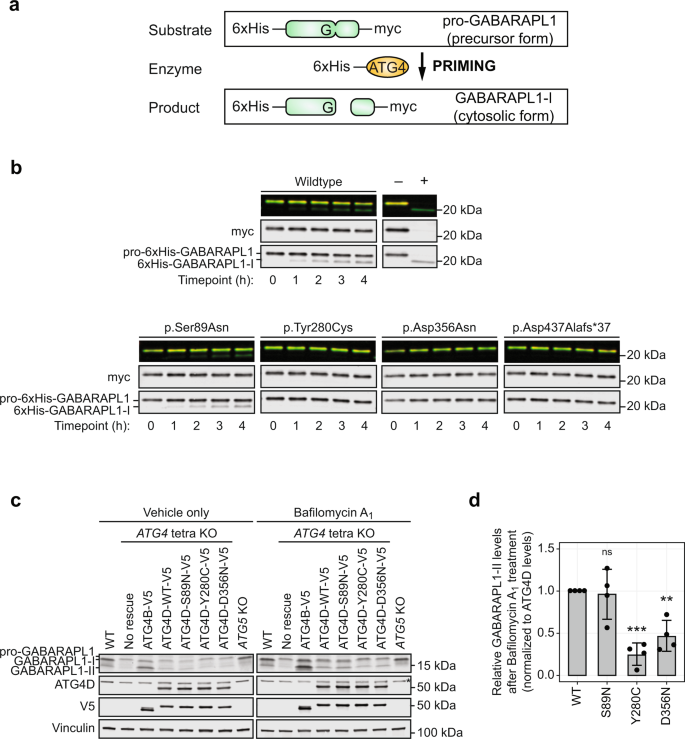 a
Substrate 6xHis G myc pro-GABARAPL1
(precursor form)
Enzyme 6xHis ATG4 PRIMING
Product 6xHis G myc GABARAPL1-I
(cytosolic form)
b
Wildtype – +
20 kDa
myc 20 kDa
pro-6xHis-GABARAPL1
6xHis-GABARAPL1-I 20 kDa
Timepoint (h): 0 1 2 3 4
p.Ser89Asn p.Tyr280Cys p.Asp356Asn p.Asp437Alafs*37
20 kDa
myc 20 kDa
pro-6xHis-GABARAPL1
6xHis-GABARAPL1-I 20 kDa
Timepoint (h): 0 1 2 3 4 0 1 2 3 4 0 1 2 3 4 0 1 2 3 4
c
Vehicle only Bafilomycin A1
ATG4 tetra KO ATG4 tetra KO
WT No rescue ATG4B-V5 ATG4D-WT-V5 ATG4D-S89N-V5 ATG4D-Y280C-V5 ATG4D-D356N-V5 ATG5 KO WT No rescue ATG4B-V5 ATG4D-WT-V5 ATG4D-S89N-V5 ATG4D-Y280C-V5 ATG4D-D356N-V5 ATG5 KO
pro-GABARAPL1
GABARAPL1-I
GABARAPL1-II 15 kDa
ATG4D * 50 kDa
V5 50 kDa
Vinculin 100 kDa
d
Relative GABARAPL1-II levels
after Bafilomycin A1 treatment
(normalized to ATG4D levels)
1.5
1.0
0.5
0.0
ns
***
**
WT S89N Y280C D356N